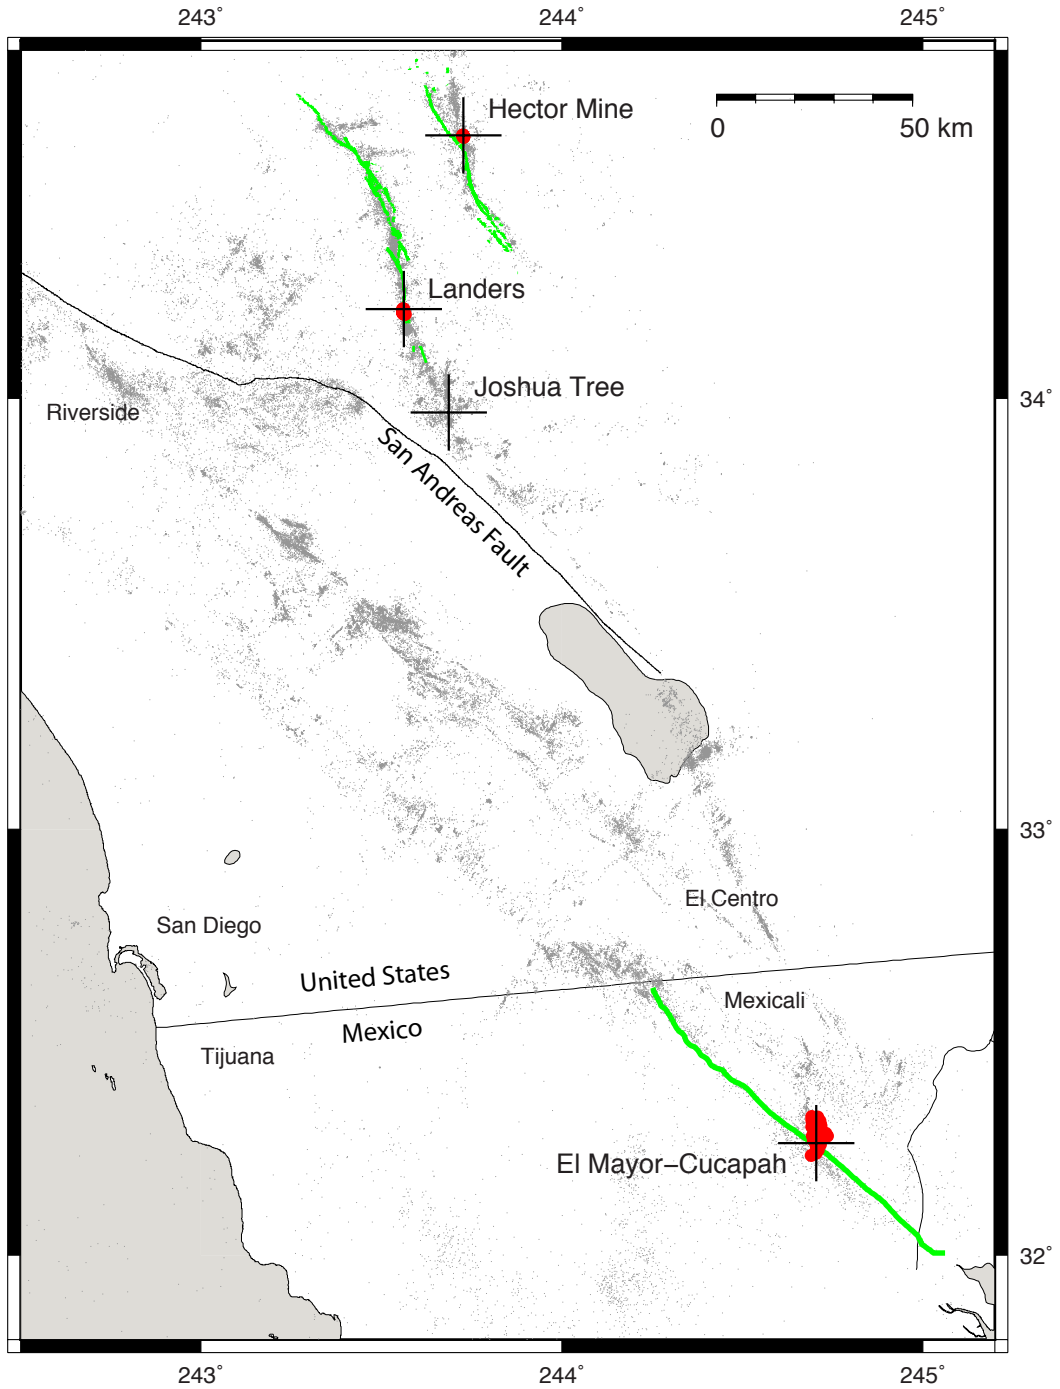 243˚ 244˚ 245˚
Hector Mine
0 50 km
Landers
Joshua Tree
34˚
Riverside
San Andreas Fault
33˚
El Centro
San Diego
United States
Mexicali
Mexico
Tijuana
El Mayor−Cucapah
32˚
243˚ 244˚ 245˚